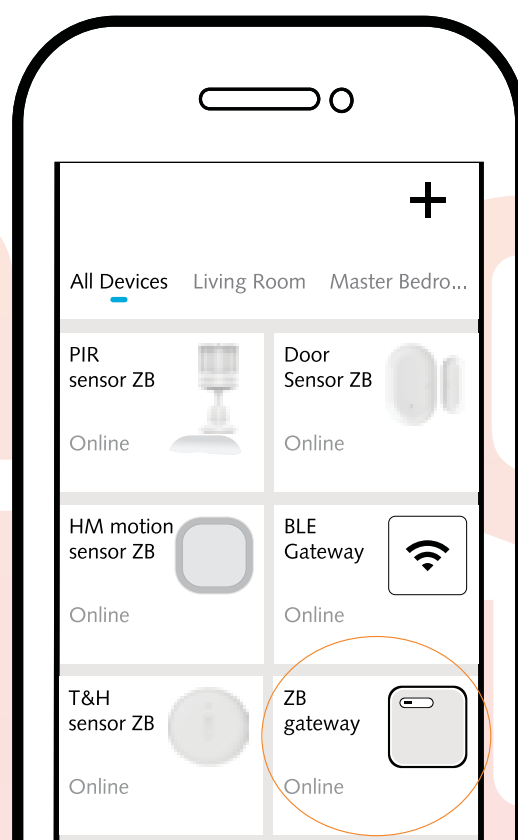 +
All Devices Living Room Master Bedro...
PIR
sensor ZB
Online
Door
Sensor ZB
Online
HM motion
sensor ZB
Online
BLE
Gateway
Online
T&H
sensor ZB
Online
ZB
gateway
Online